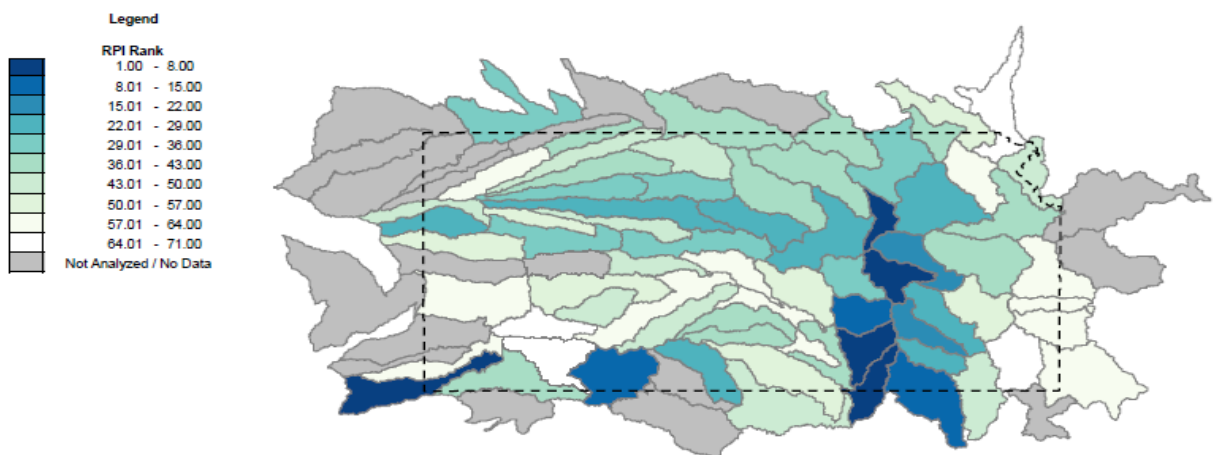 Legend
RPI Rank
1.00 - 8.00
8.01 - 15.00
15.01 - 22.00
22.01 - 29.00
29.01 - 36.00
36.01 - 43.00
43.01 - 50.00
50.01 - 57.00
57.01 - 64.00
64.01 - 71.00
Not Analyzed / No Data